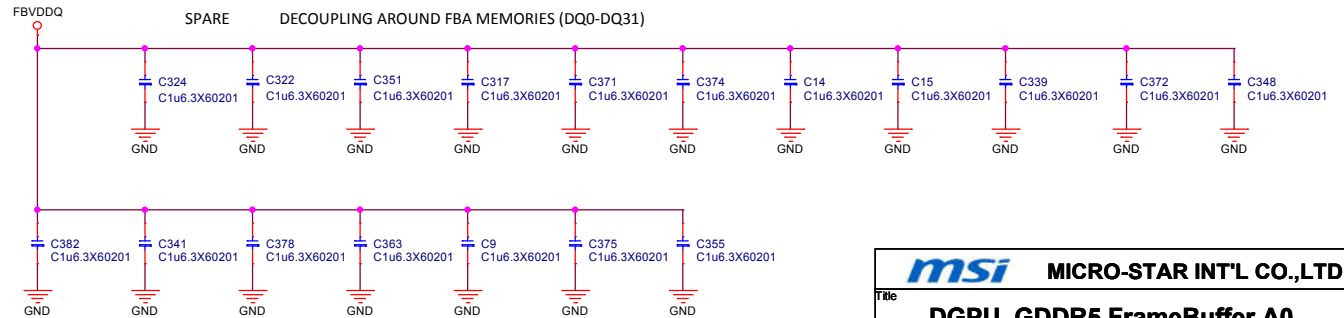 FBVDDQ
SPARE DECOUPLING AROUND FBA MEMORIES (DQ0-DQ31)
C324 C322 C351 C317 C371 C374 C14 C15 C339 C372 C348
C1u6.3X60201 C1u6.3X60201 C1u6.3X60201 C1u6.3X60201 C1u6.3X60201 C1u6.3X60201 C1u6.3X60201 C1u6.3X60201 C1u6.3X60201 C1u6.3X60201 C1u6.3X60201
GND GND GND GND GND GND GND GND GND GND GND
C382 C341 C378 C363 C9 C375 C355
C1u6.3X60201 C1u6.3X60201 C1u6.3X60201 C1u6.3X60201 C1u6.3X60201 C1u6.3X60201 C1u6.3X60201
GND GND GND GND GND GND GND
msi MICRO-STAR INT'L CO.,LTD
Title
DGPU_GDDR5 FrameBuffer A0